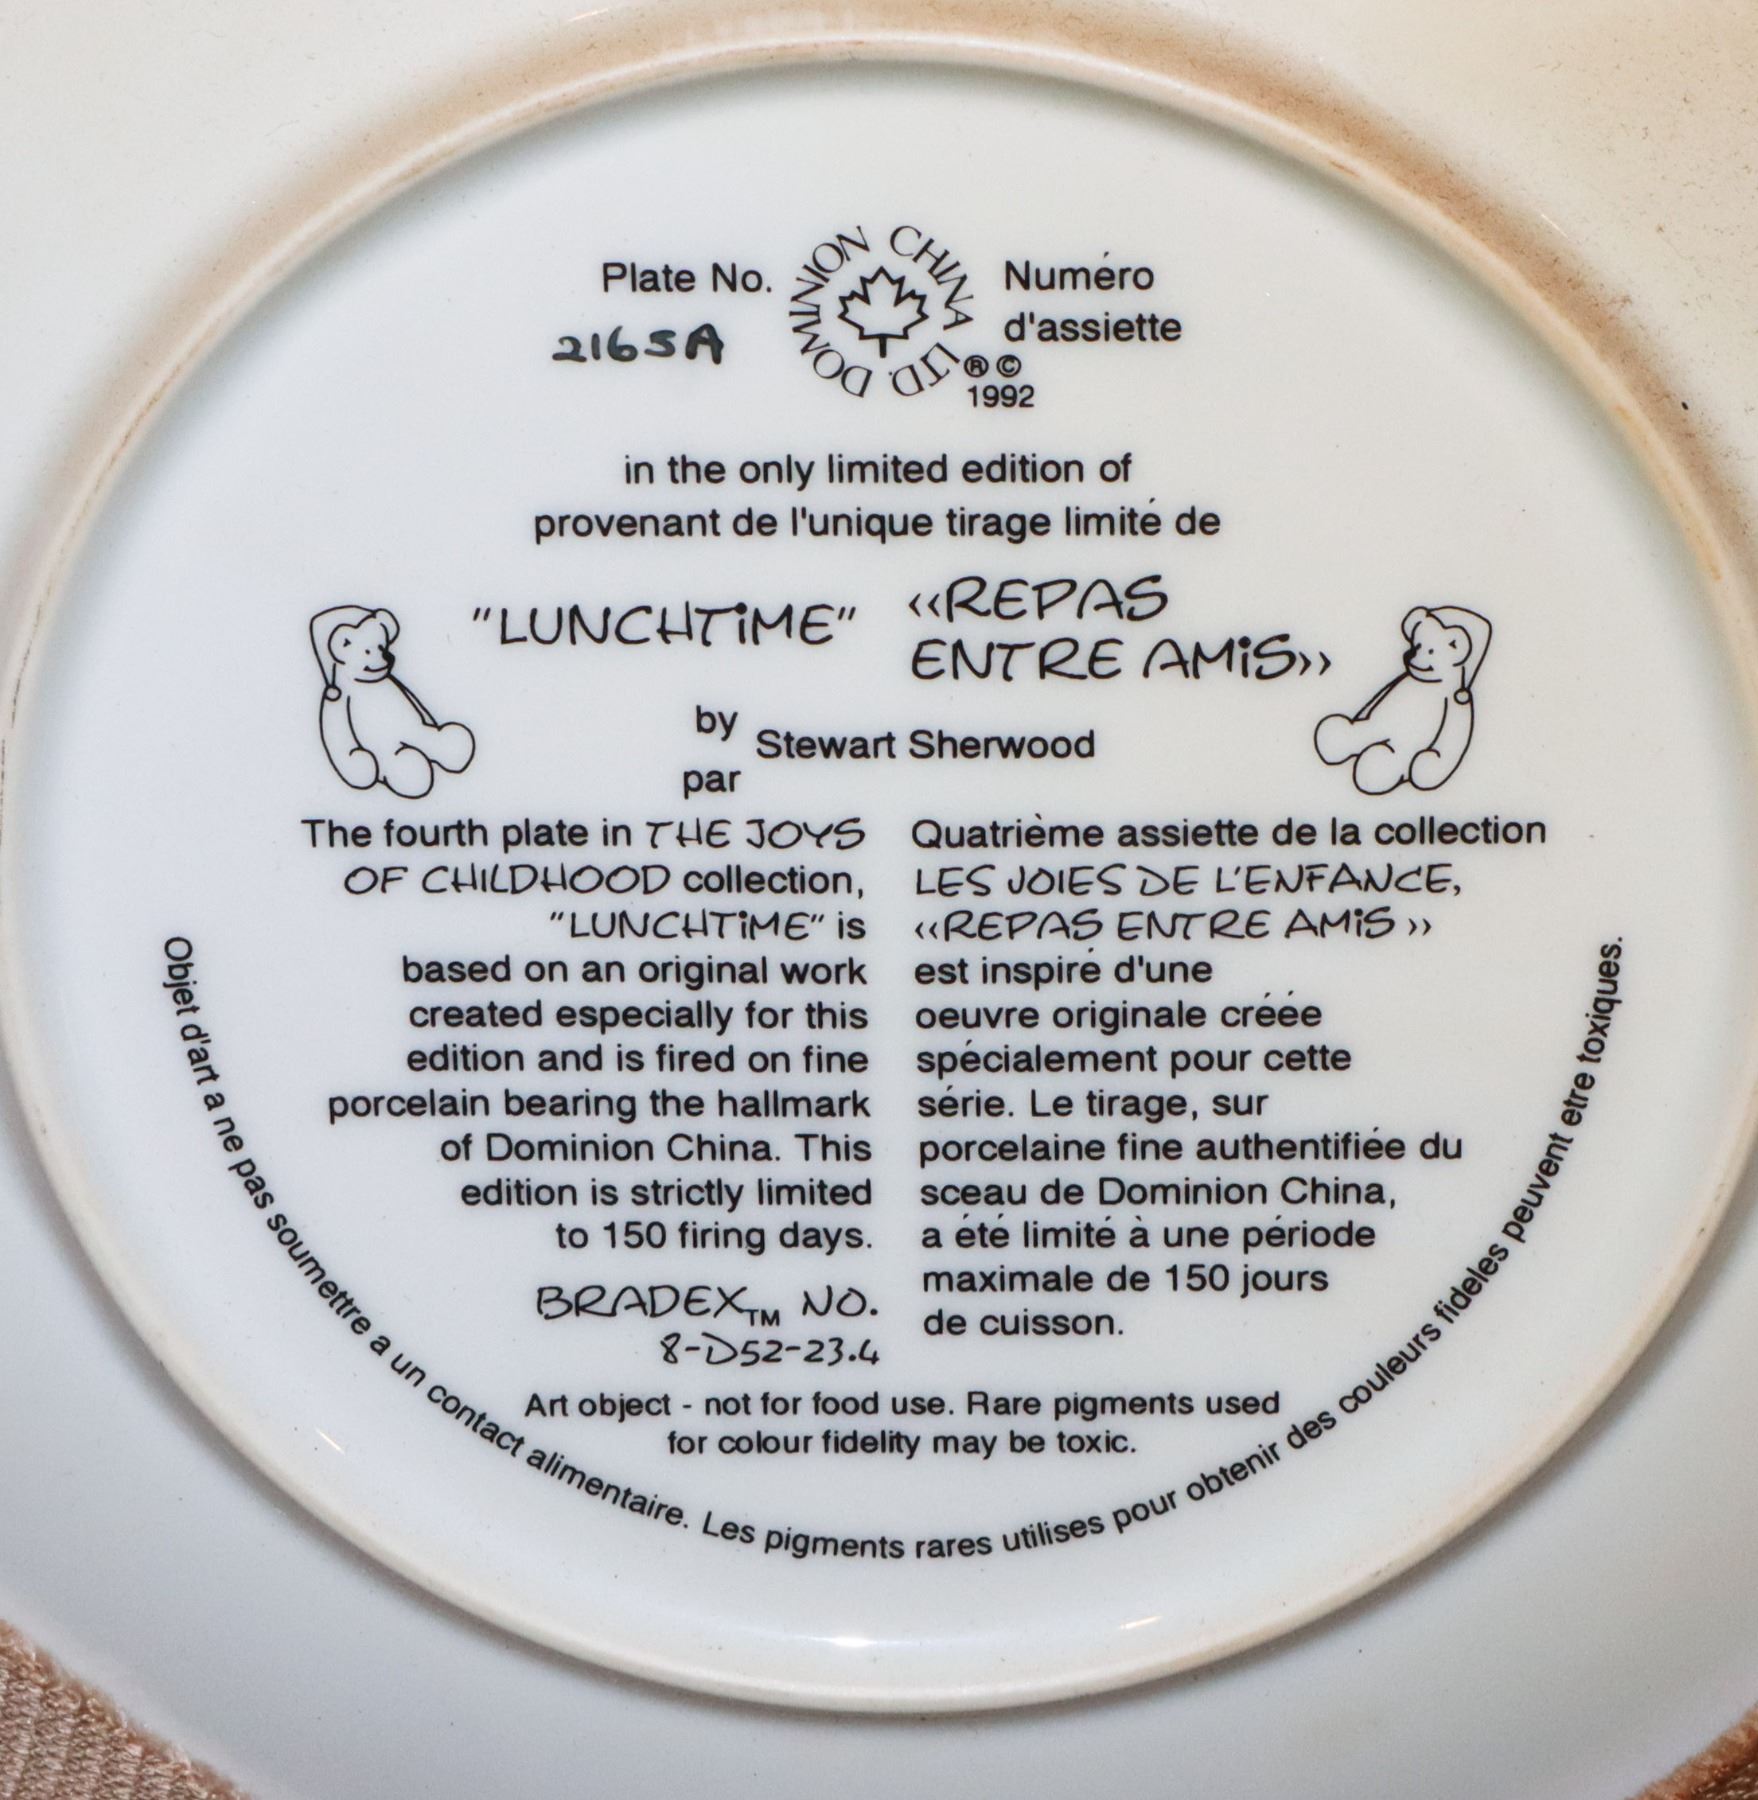 Plate No.
2165A
DOMINION CHINA LTD.
® ©
1992
Numéro
d'assiette
in the only limited edition of
provenant de l'unique tirage limité de
"LUNCHTiME"
‹‹REPAS
ENTRE AMiS››
by
par
Stewart Sherwood
The fourth plate in THE JOYS
OF CHILDHOOD collection,
"LUNCHTiME" is
based on an original work
created especially for this
edition and is fired on fine
porcelain bearing the hallmark
of Dominion China. This
edition is strictly limited
to 150 firing days.
BRADEX™ NO.
8-D52-23.4
Quatrième assiette de la collection
LES JOIES DE L'ENFANCE,
‹‹REPAS ENTRE AMiS››
est inspiré d'une
oeuvre originale créée
spécialement pour cette
série. Le tirage, sur
porcelaine fine authentifiée du
sceau de Dominion China,
a été limité à une période
maximale de 150 jours
de cuisson.
Art object - not for food use. Rare pigments used
for colour fidelity may be toxic.
Objet d'art a ne pas soumettre a un contact alimentaire. Les pigments rares utilises pour obtenir des couleurs fideles peuvent etre toxiques.